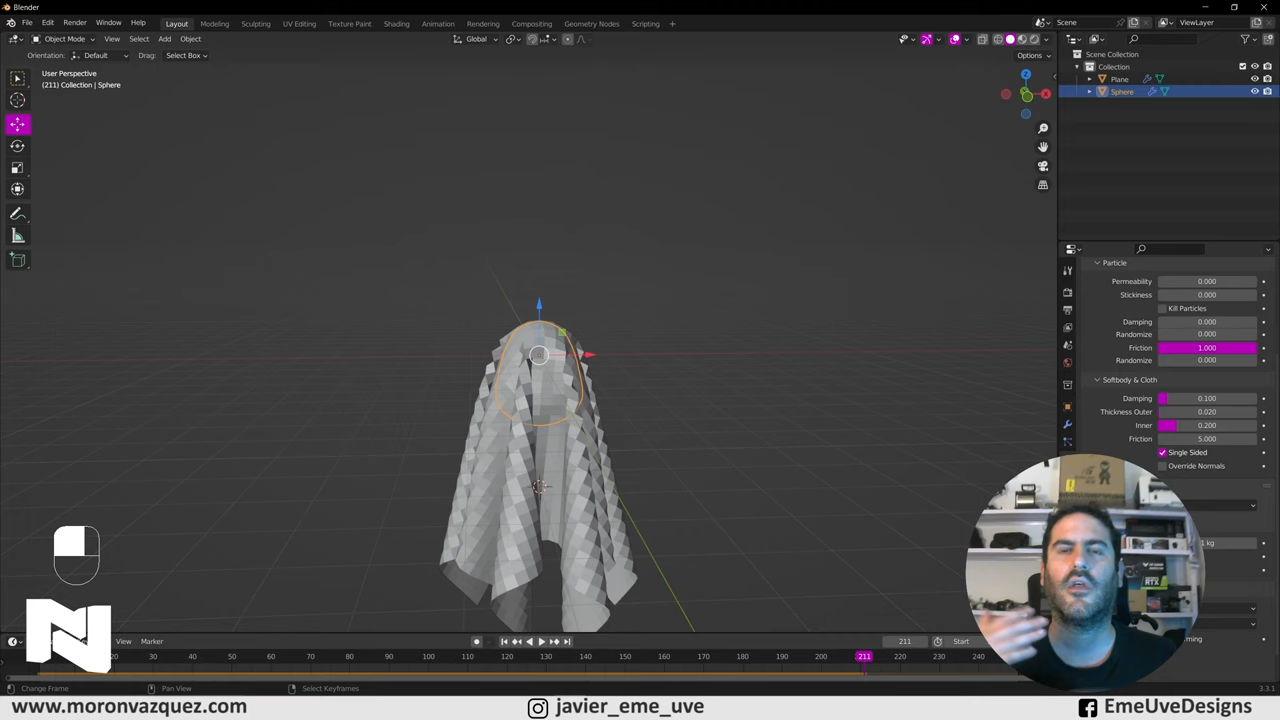 Blender
File Edit Render Window Help Layout Modeling Sculpting UV Editing Texture Paint Shading Animation Rendering Compositing Geometry Nodes Scripting + Scene ViewLayer
Object Mode View Select Add Object Global
Orientation: Default Drag: Select Box Options
User Perspective
(211) Collection | Sphere
Scene Collection
Collection
Plane
Sphere
Particle
Permeability 0.000
Stickiness 0.000
Kill Particles
Damping 0.000
Randomize 0.000
Friction 1.000
Randomize 0.000
Softbody & Cloth
Damping 0.100
Thickness Outer 0.020
Inner 0.200
Friction 5.000
Single Sided
Override Normals
1 kg
View Marker 211 Start
20 30 40 50 60 70 80 90 100 110 120 130 140 150 160 170 180 190 200 211 220 230 240
Change Frame Pan View Select Keyframes 3.3.1
N
X
Z
RTX
www.moronvazquez.com javier_eme_uve EmeUveDesigns